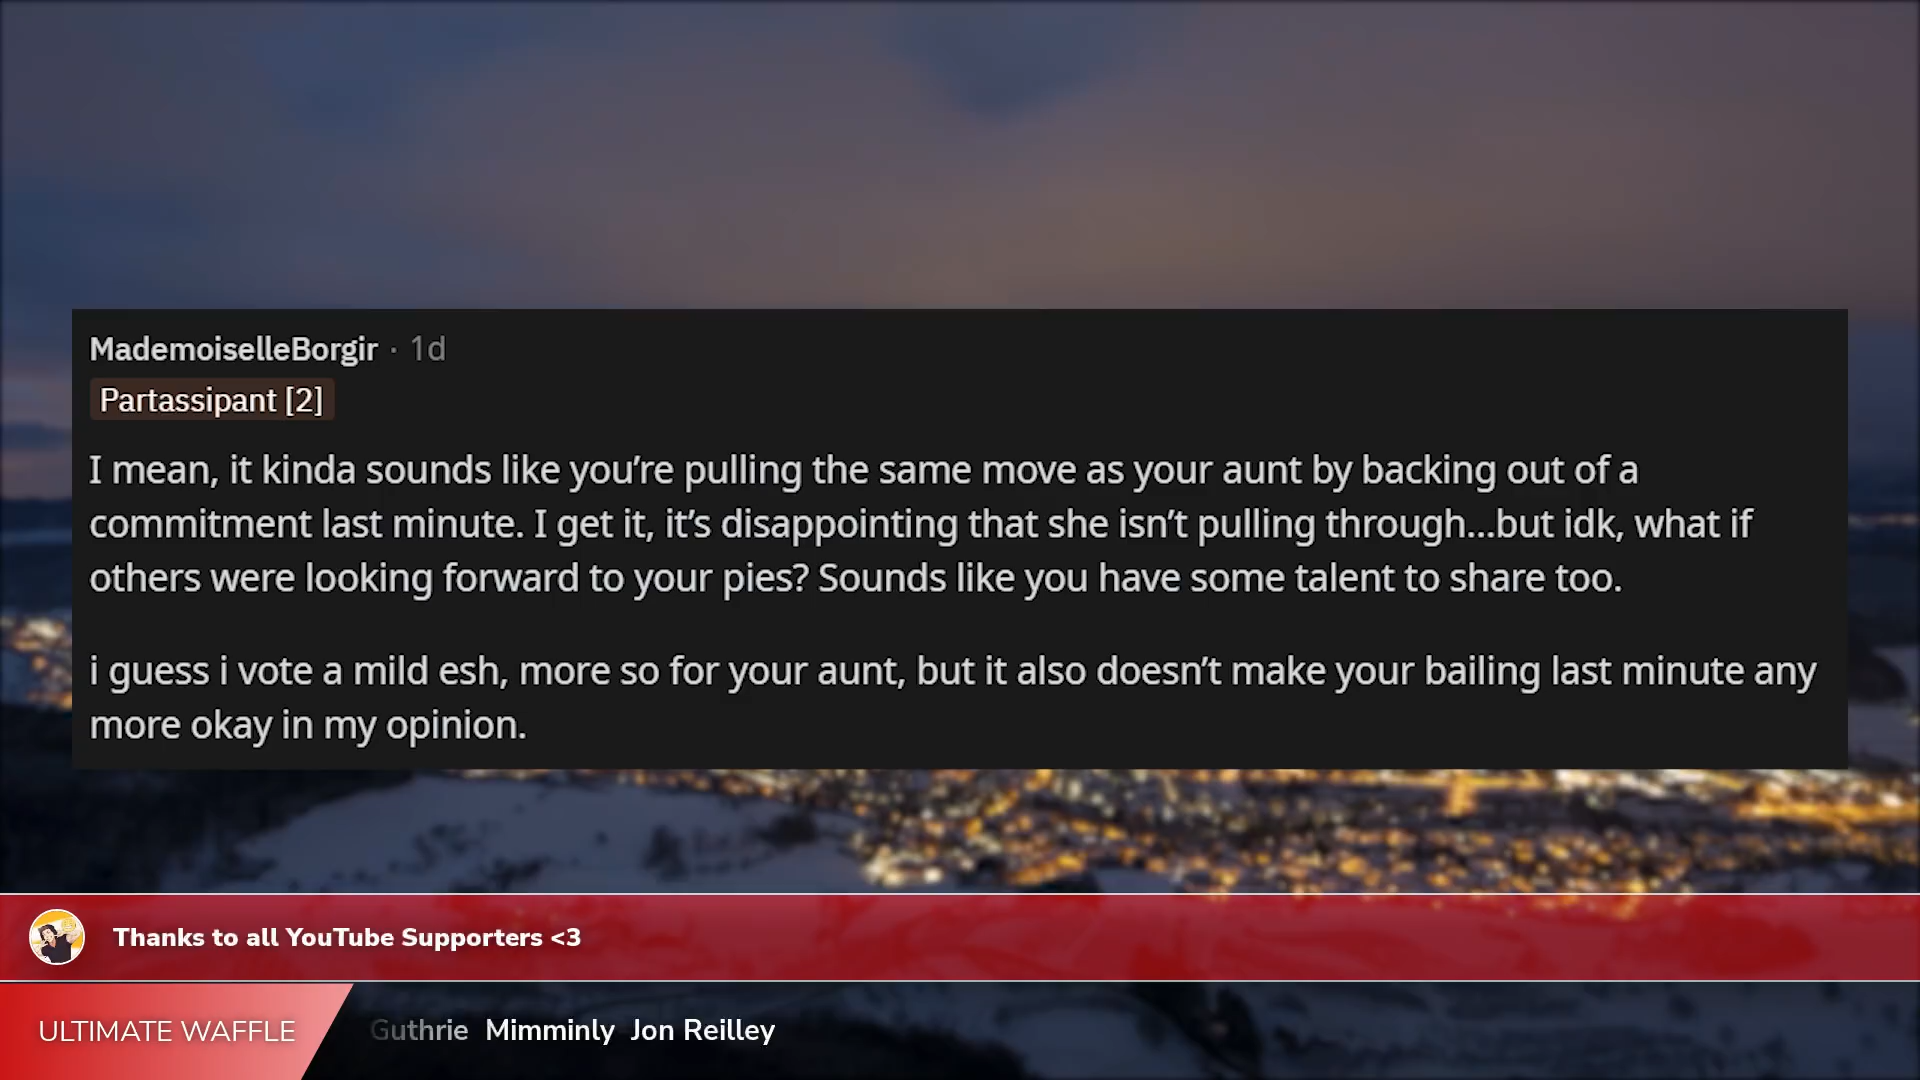 MademoiselleBorgir · 1d
Partassipant [2]
I mean, it kinda sounds like you’re pulling the same move as your aunt by backing out of a
commitment last minute. I get it, it’s disappointing that she isn’t pulling through...but idk, what if
others were looking forward to your pies? Sounds like you have some talent to share too.
i guess i vote a mild esh, more so for your aunt, but it also doesn’t make your bailing last minute any
more okay in my opinion.
Thanks to all YouTube Supporters <3
ULTIMATE WAFFLE
Guthrie Mimminly Jon Reilley